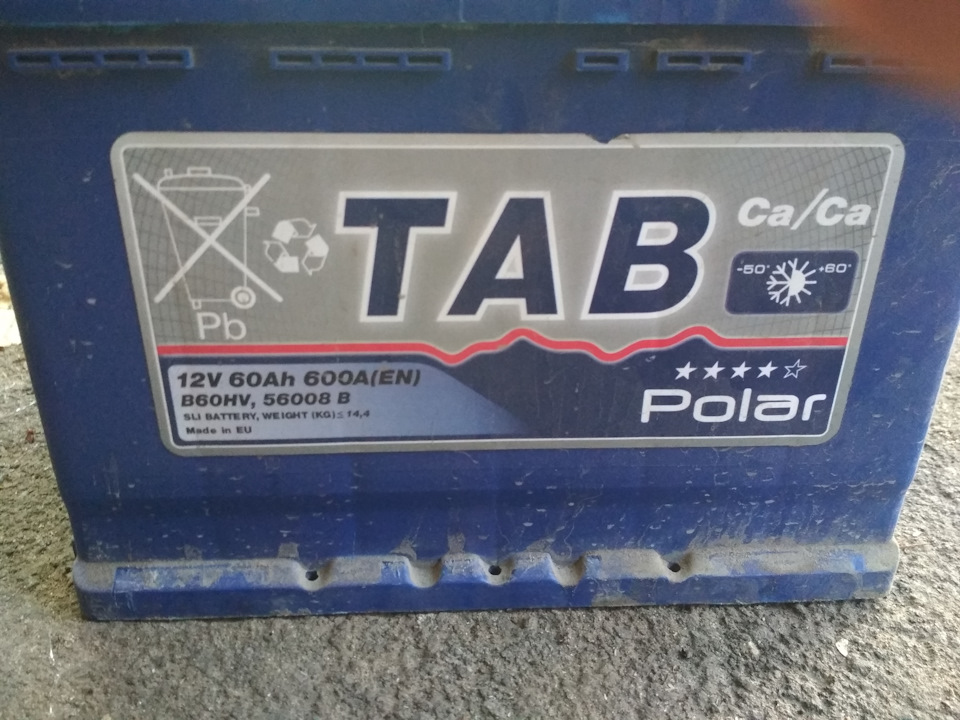 TAB
Ca/Ca
-50° +60°
Pb
12V 60Ah 600A(EN)
B60HV, 56008 B
SLI BATTERY, WEIGHT (KG) ≤ 14,4
Made in EU
Polar